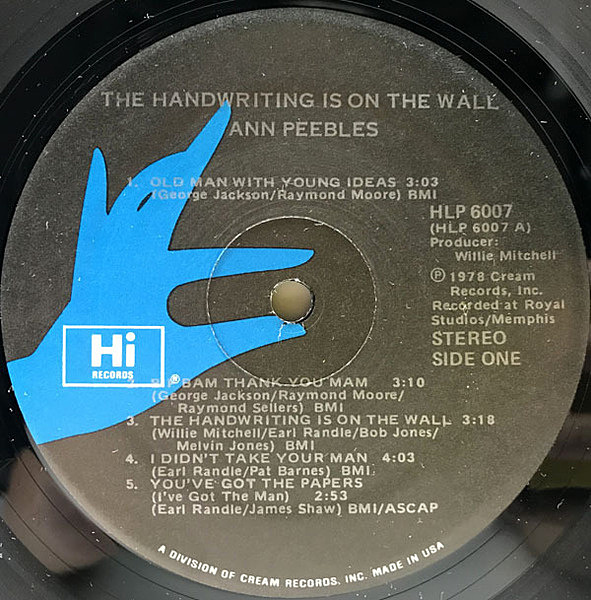 THE HANDWRITING IS ON THE WALL
ANN PEEBLES
1. OLD MAN WITH YOUNG IDEAS 3:03
(George Jackson/Raymond Moore) BMI
HLP 6007
(HLP 6007 A)
Producer:
Willie Mitchell
℗ 1978 Cream
Records, Inc.
Recorded at Royal
Studios/Memphis
STEREO
SIDE ONE
Hi
RECORDS
®
BAM THANK YOU MAM 3:10
(George Jackson/Raymond Moore/
Raymond Sellers) BMI
3. THE HANDWRITING IS ON THE WALL 3:18
(Willie Mitchell/Earl Randle/Bob Jones/
Melvin Jones) BMI
4. I DIDN'T TAKE YOUR MAN 4:03
(Earl Randle/Pat Barnes) BMI
5. YOU'VE GOT THE PAPERS
(I've Got The Man) 2:53
(Earl Randle/James Shaw) BMI/ASCAP
A DIVISION OF CREAM RECORDS, INC. MADE IN USA